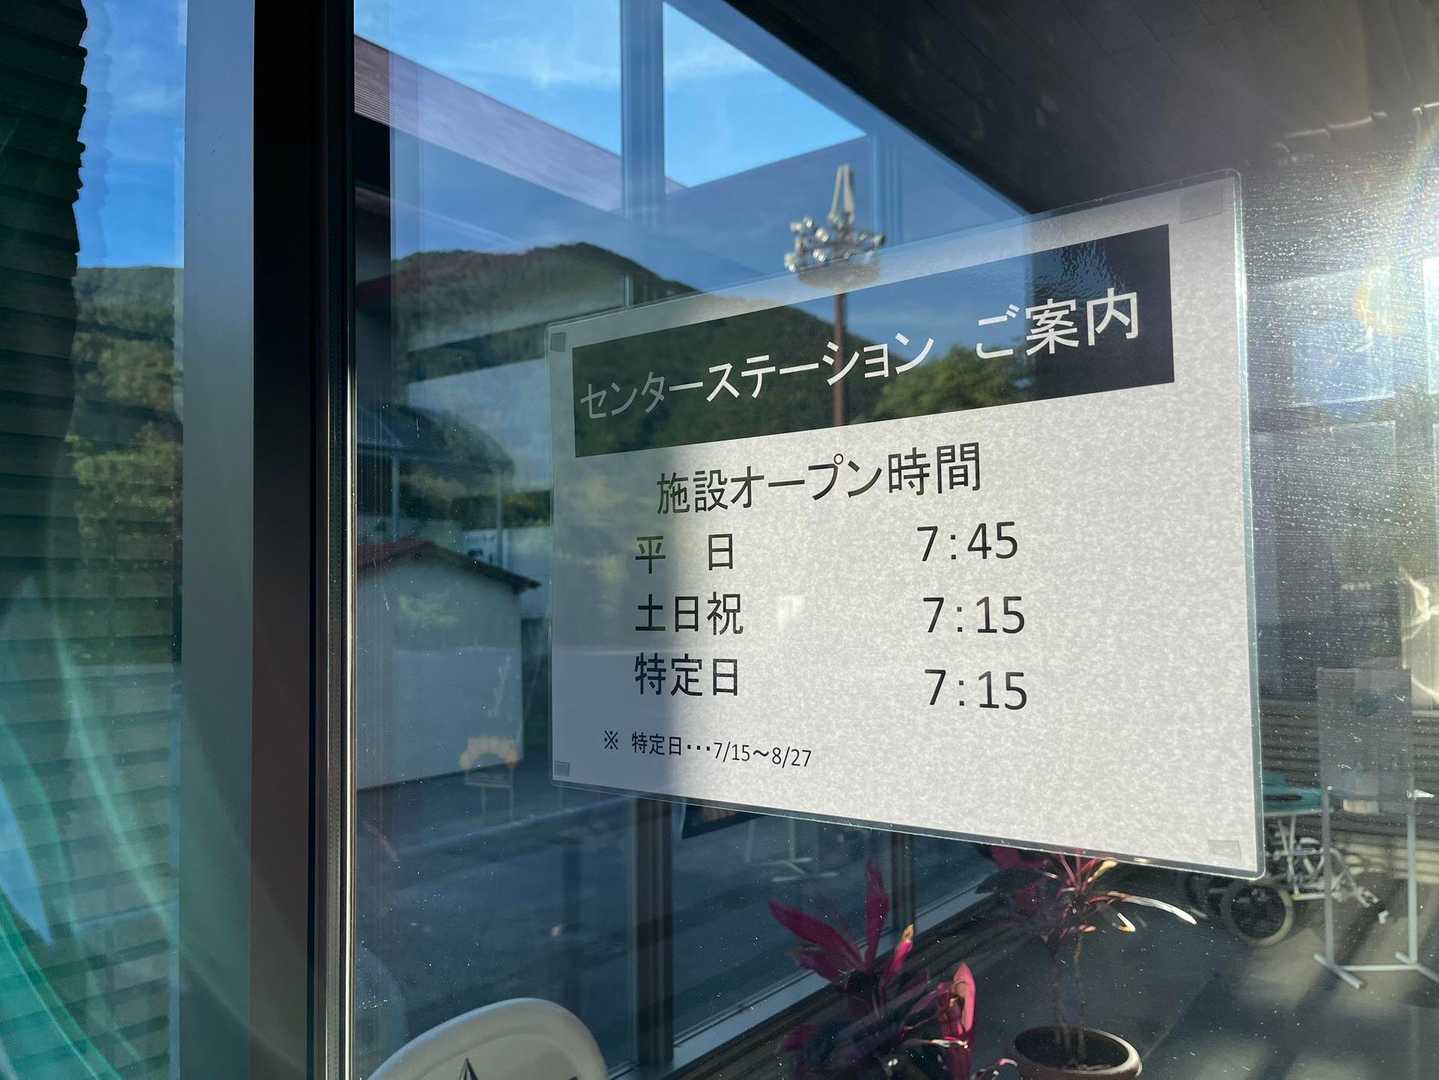 センターステーション ご案内
施設オープン時間
平　日 7:45
土日祝 7:15
特定日 7:15
※ 特定日･･･7/15～8/27